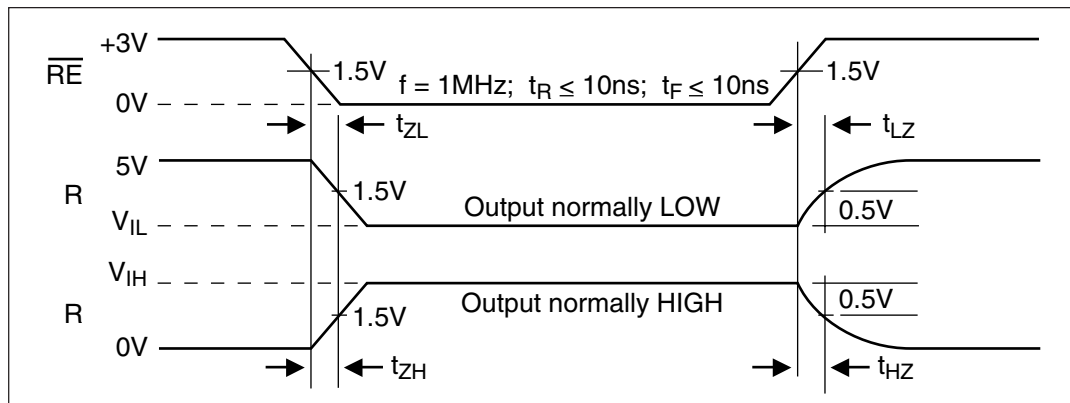 +3V
R̅E̅
1.5V
f = 1MHz; tR ≤ 10ns; tF ≤ 10ns
1.5V
0V
tZL
tLZ
5V
R
1.5V
Output normally LOW
0.5V
VIL
VIH
Output normally HIGH
0.5V
R
1.5V
0V
tZH
tHZ